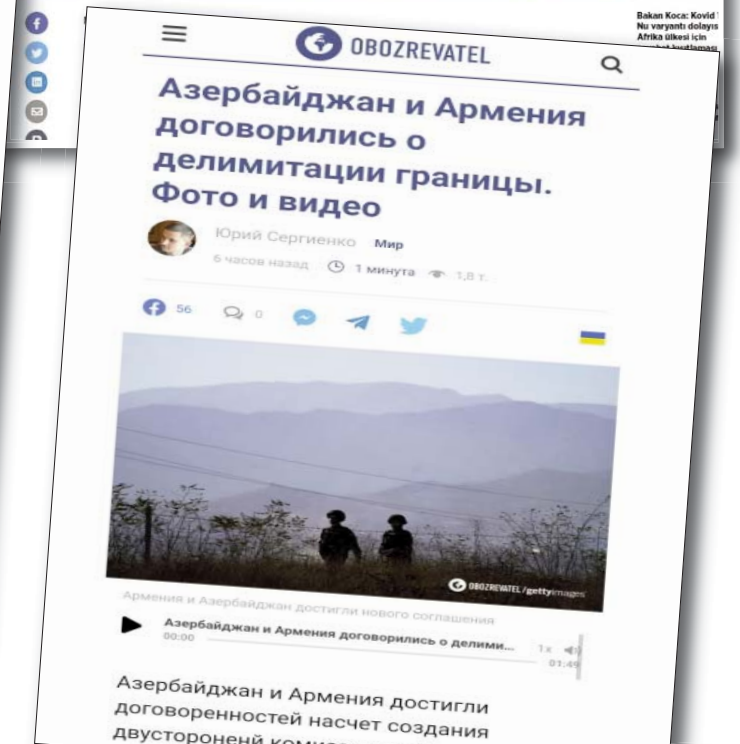 Bakan Koca: Kovid
Nu varyantı dolayıs
Afrika ülkesi için
OBOZREVATEL
Азербайджан и Армения
договорились о
делимитации границы.
Фото и видео
Юрий Сергиенко Мир
6 часов назад 1 минута 1,8 т.
56 0
OBOZREVATEL/gettyimages
Армения и Азербайджан достигли нового соглашения
Азербайджан и Армения договорились о делими...
1x
00:00
01:49
Азербайджан и Армения достигли
договоренностей насчет создания
двустороненй